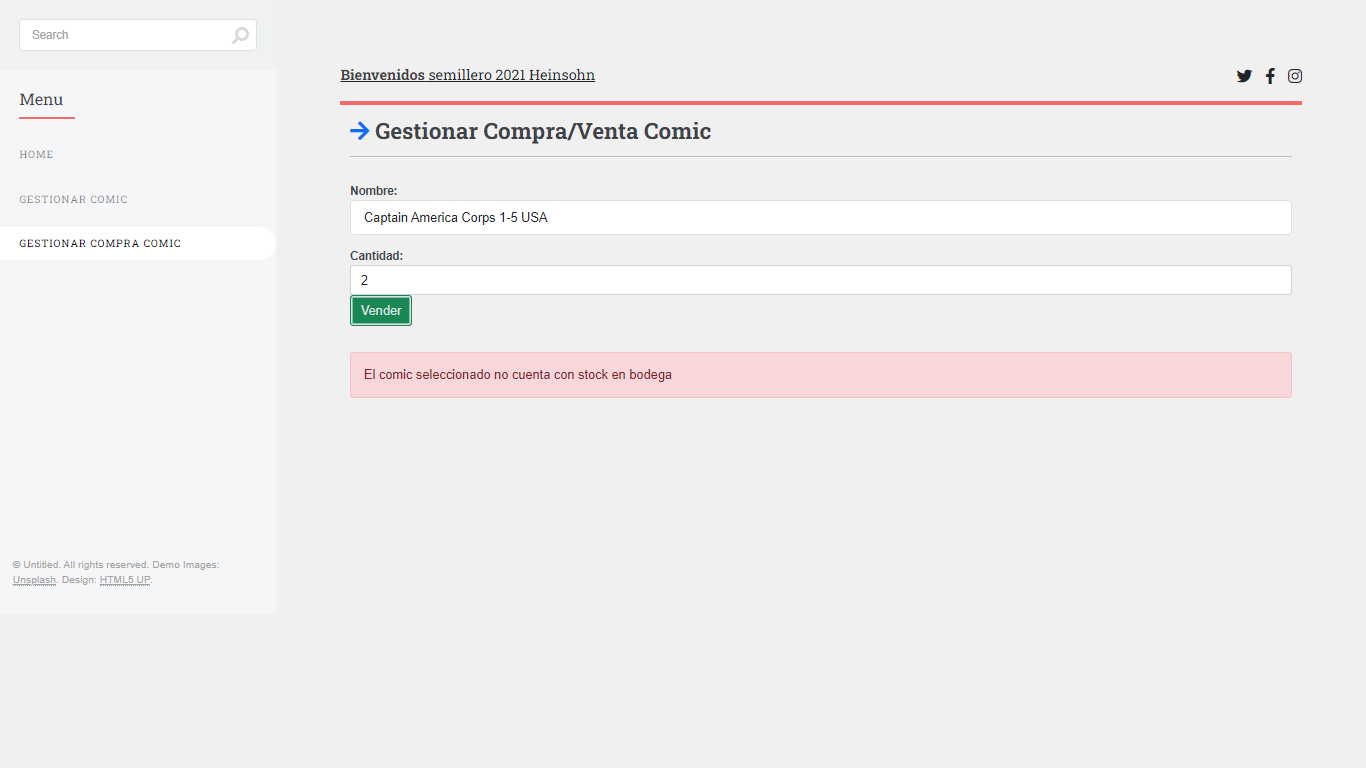 Search
Menu
HOME
GESTIONAR COMIC
GESTIONAR COMPRA COMIC
© Untitled. All rights reserved. Demo Images:
Unsplash. Design: HTML5 UP.
Bienvenidos semillero 2021 Heinsohn
Gestionar Compra/Venta Comic
Nombre:
Captain America Corps 1-5 USA
Cantidad:
2
Vender
El comic seleccionado no cuenta con stock en bodega